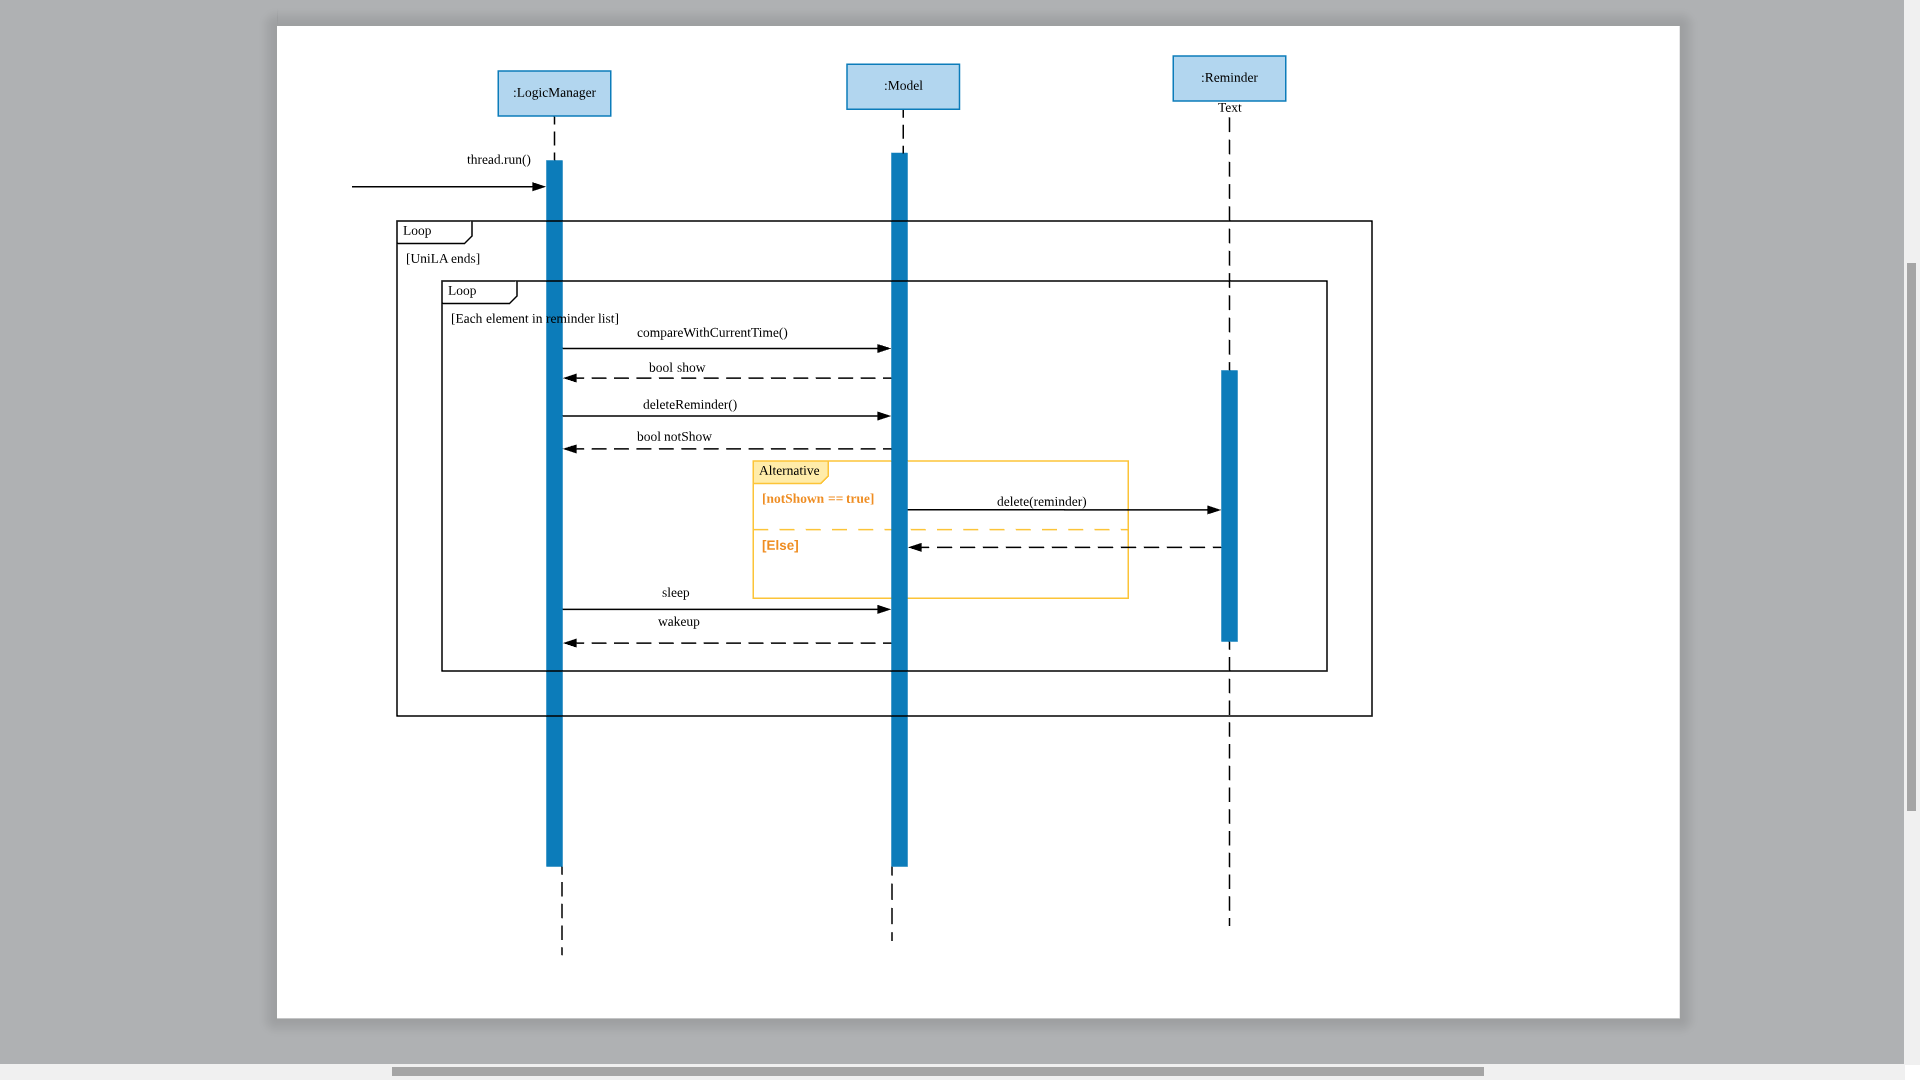 :LogicManager
:Model
:Reminder
Text
thread.run()
Loop
[UniLA ends]
Loop
[Each element in reminder list]
compareWithCurrentTime()
bool show
deleteReminder()
bool notShow
Alternative
[notShown == true]
delete(reminder)
[Else]
sleep
wakeup